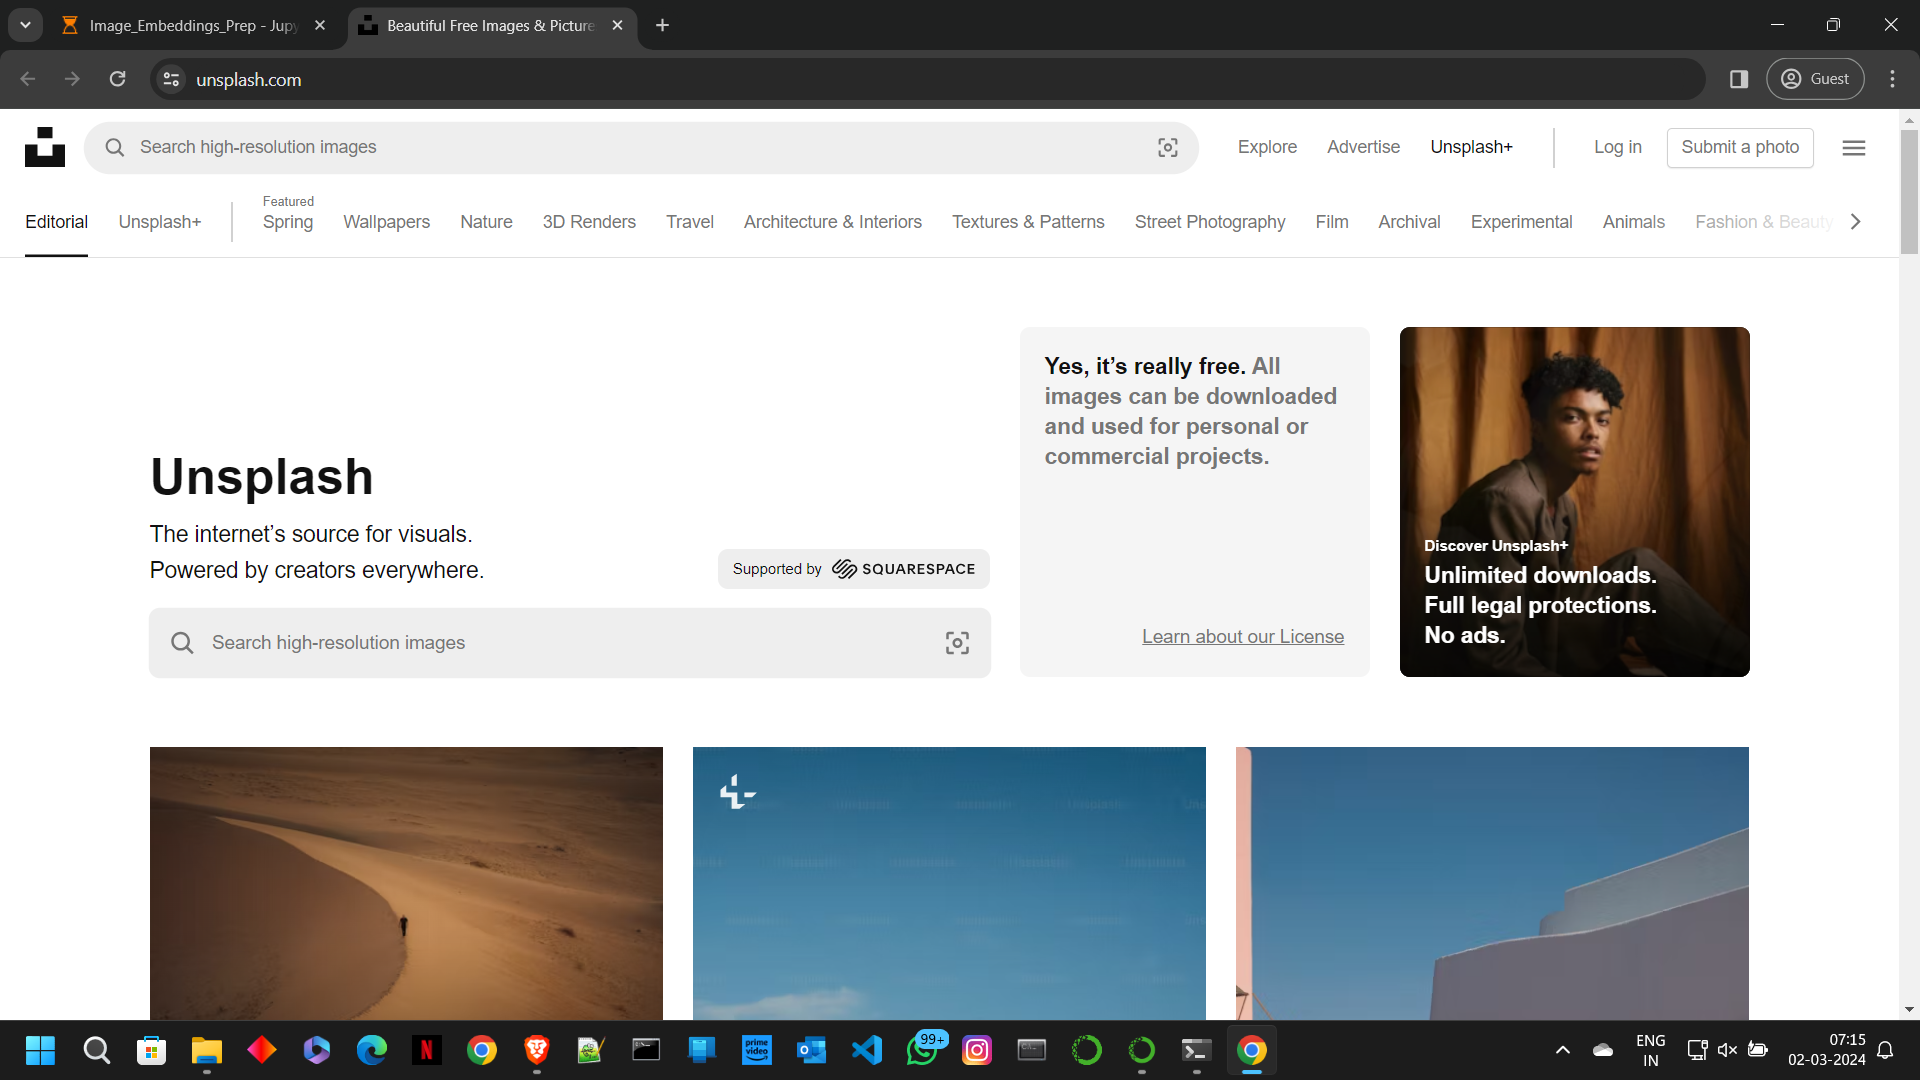 Image_Embeddings_Prep - Jupy
Beautiful Free Images & Picture
unsplash.com
Guest
Search high-resolution images
Explore
Advertise
Unsplash+
Log in
Submit a photo
Editorial
Unsplash+
Featured
Spring
Wallpapers
Nature
3D Renders
Travel
Architecture & Interiors
Textures & Patterns
Street Photography
Film
Archival
Experimental
Animals
Fashion & Beauty
Unsplash
The internet’s source for visuals.
Powered by creators everywhere.
Supported by SQUARESPACE
Search high-resolution images
Yes, it’s really free. All
images can be downloaded
and used for personal or
commercial projects.
Learn about our License
Discover Unsplash+
Unlimited downloads.
Full legal protections.
No ads.
N
prime
video
99+
ENG
IN
07:15
02-03-2024